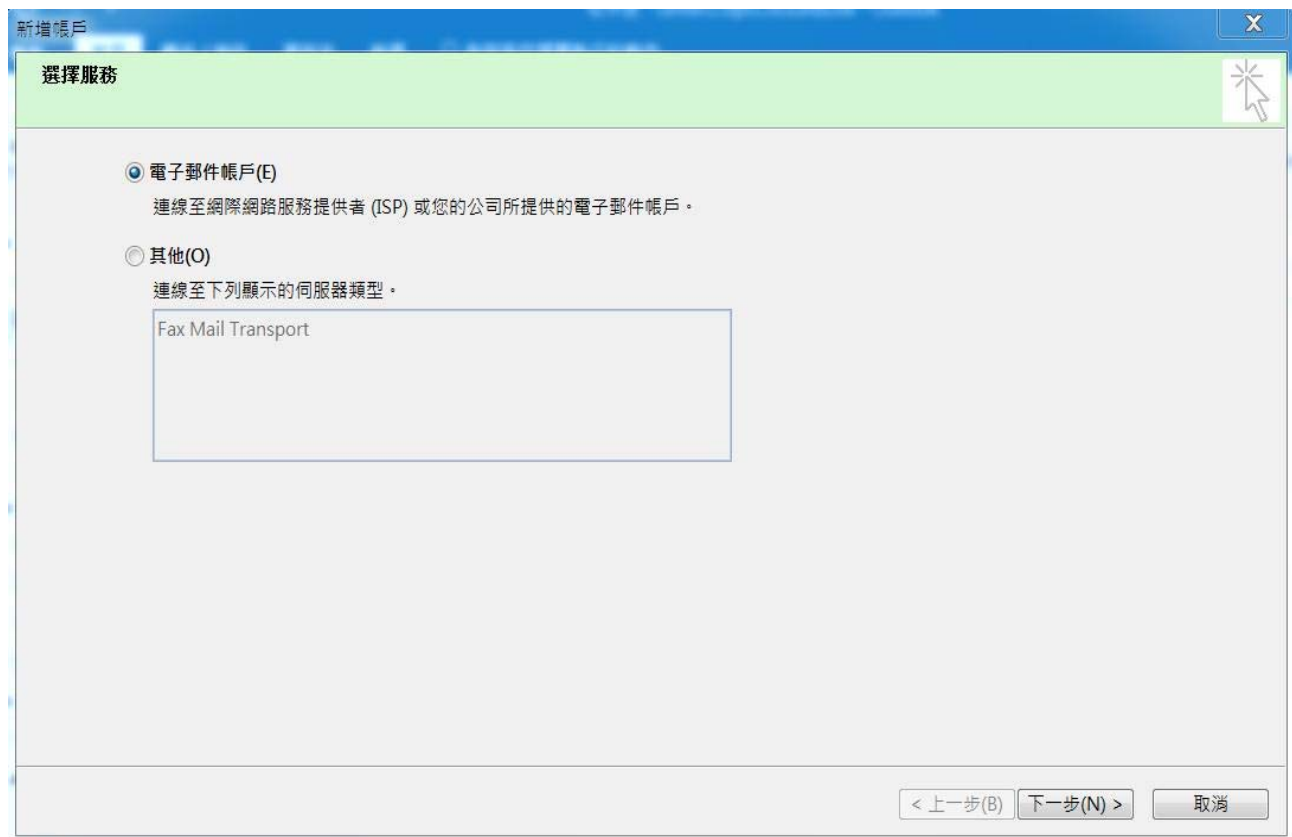 新增帳戶
X
選擇服務
電子郵件帳戶(E)
連線至網際網路服務提供者 (ISP) 或您的公司所提供的電子郵件帳戶。
其他(O)
連線至下列顯示的伺服器類型。
Fax Mail Transport
< 上一步(B) 下一步(N) > 取消